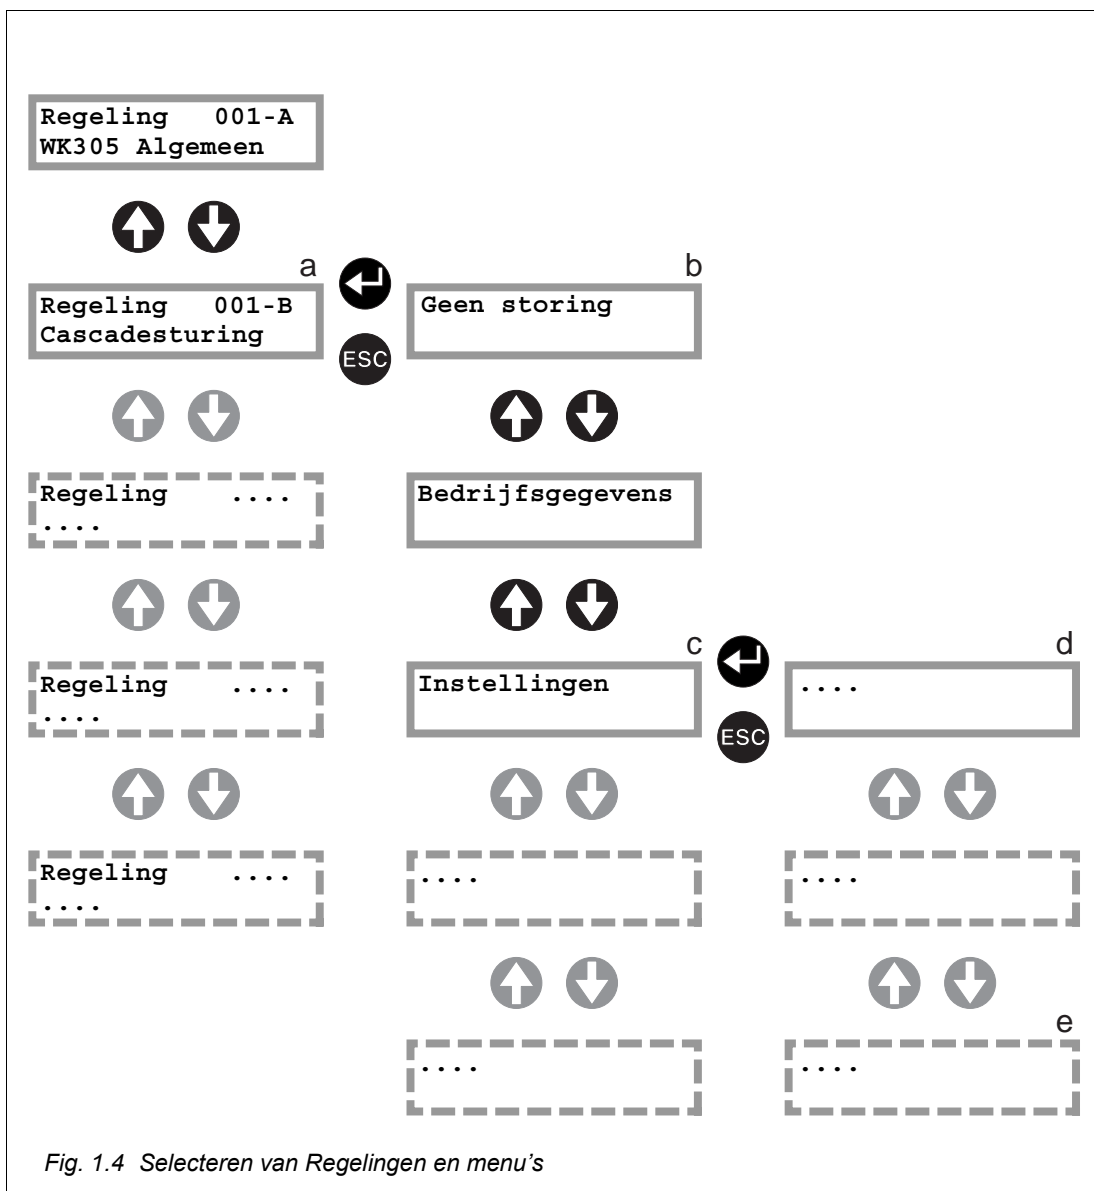 Regeling 001-A
WK305 Algemeen
a
Regeling 001-B
Cascadesturing
ESC
b
Geen storing
Regeling ....
....
Bedrijfsgegevens
Regeling ....
....
c
Instellingen
ESC
d
....
Regeling ....
....
....
....
....
e
....
Fig. 1.4 Selecteren van Regelingen en menu's